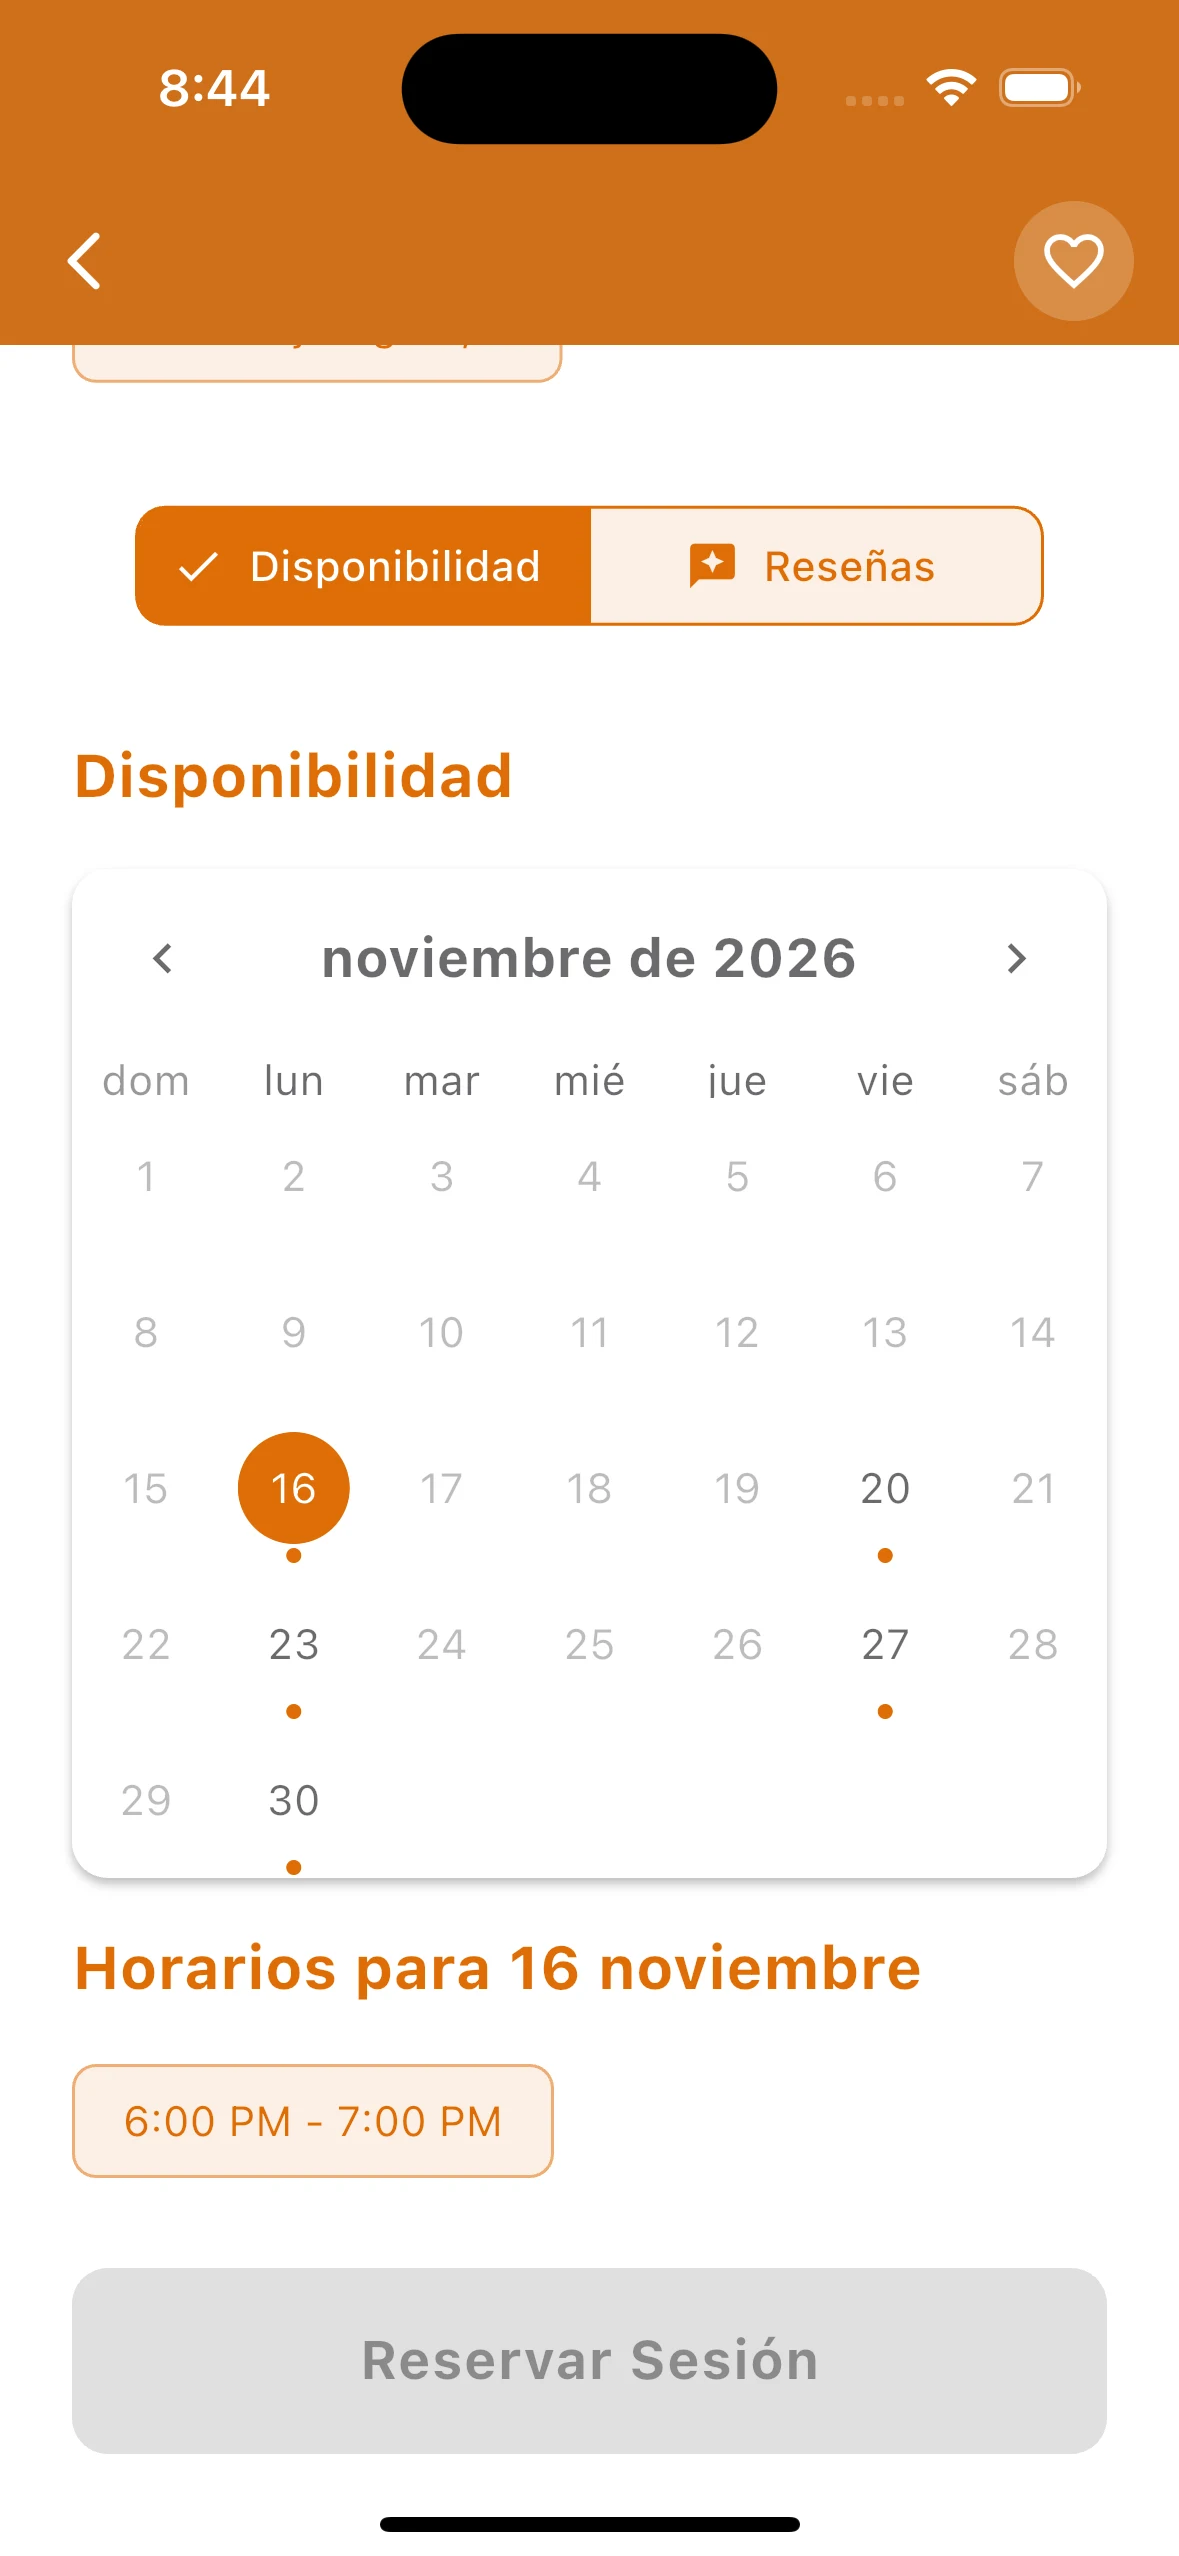 8:44
Disponibilidad Reseñas
Disponibilidad
noviembre de 2026
dom lun mar mié jue vie sáb
1 2 3 4 5 6 7
8 9 10 11 12 13 14
15 16 17 18 19 20 21
22 23 24 25 26 27 28
29 30
Horarios para 16 noviembre
6:00 PM - 7:00 PM
Reservar Sesión